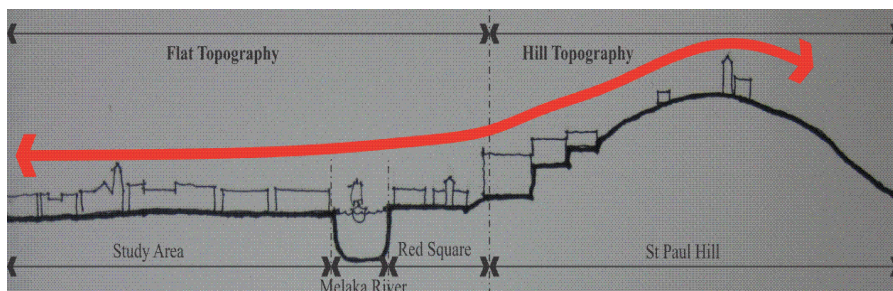 Flat Topography
Hill Topography
Study Area
Melaka River
Red Square
St Paul Hill